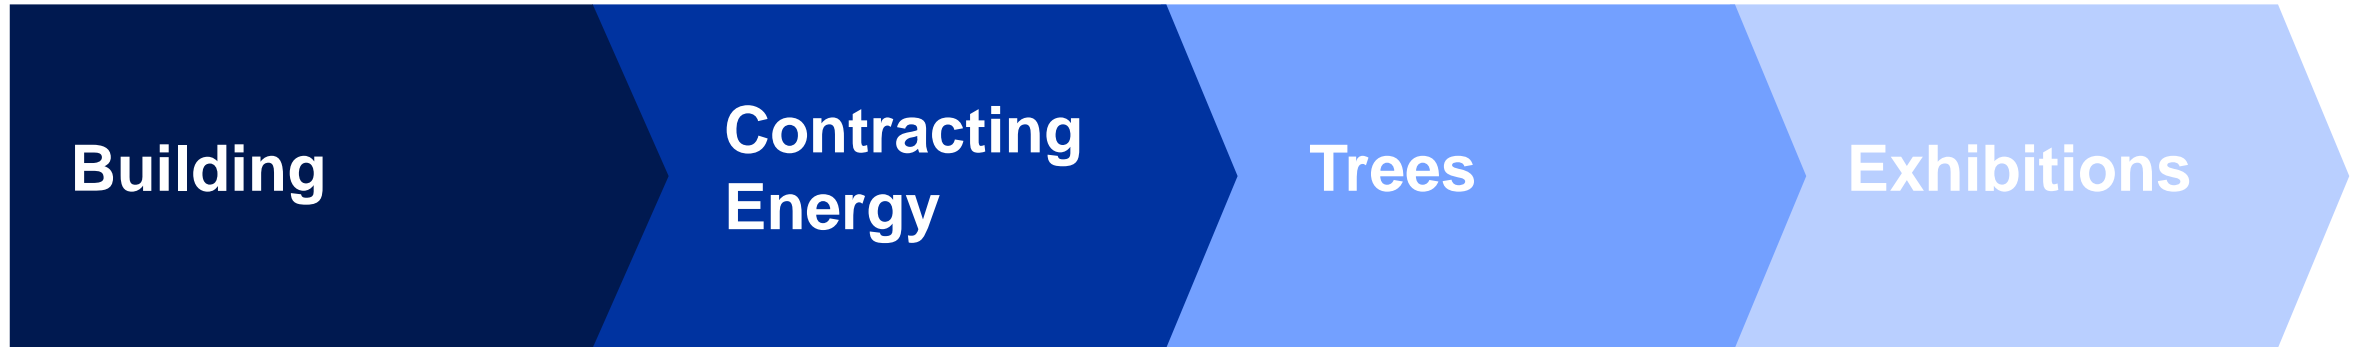 Building
Contracting
Energy
Trees
Exhibitions